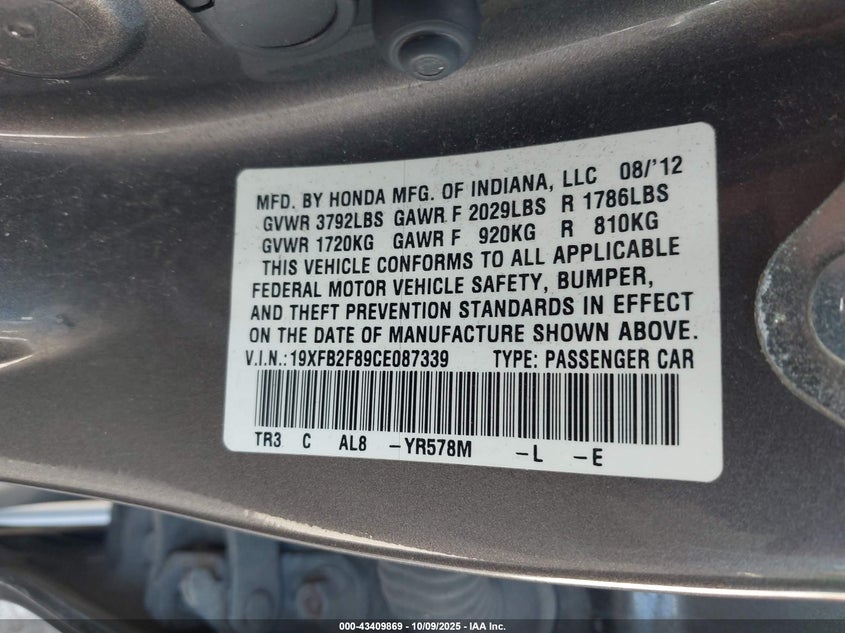 MFD. BY HONDA MFG. OF INDIANA, LLC 08/'12
GVWR 3792LBS GAWR F 2029LBS R 1786LBS
GVWR 1720KG GAWR F 920KG R 810KG
THIS VEHICLE CONFORMS TO ALL APPLICABLE
FEDERAL MOTOR VEHICLE SAFETY, BUMPER,
AND THEFT PREVENTION STANDARDS IN EFFECT
ON THE DATE OF MANUFACTURE SHOWN ABOVE.
V.I.N.:19XFB2F89CE087339 TYPE: PASSENGER CAR
TR3 C AL8 -YR578M -L -E
000-43409869 - 10/09/2025 - IAA Inc.